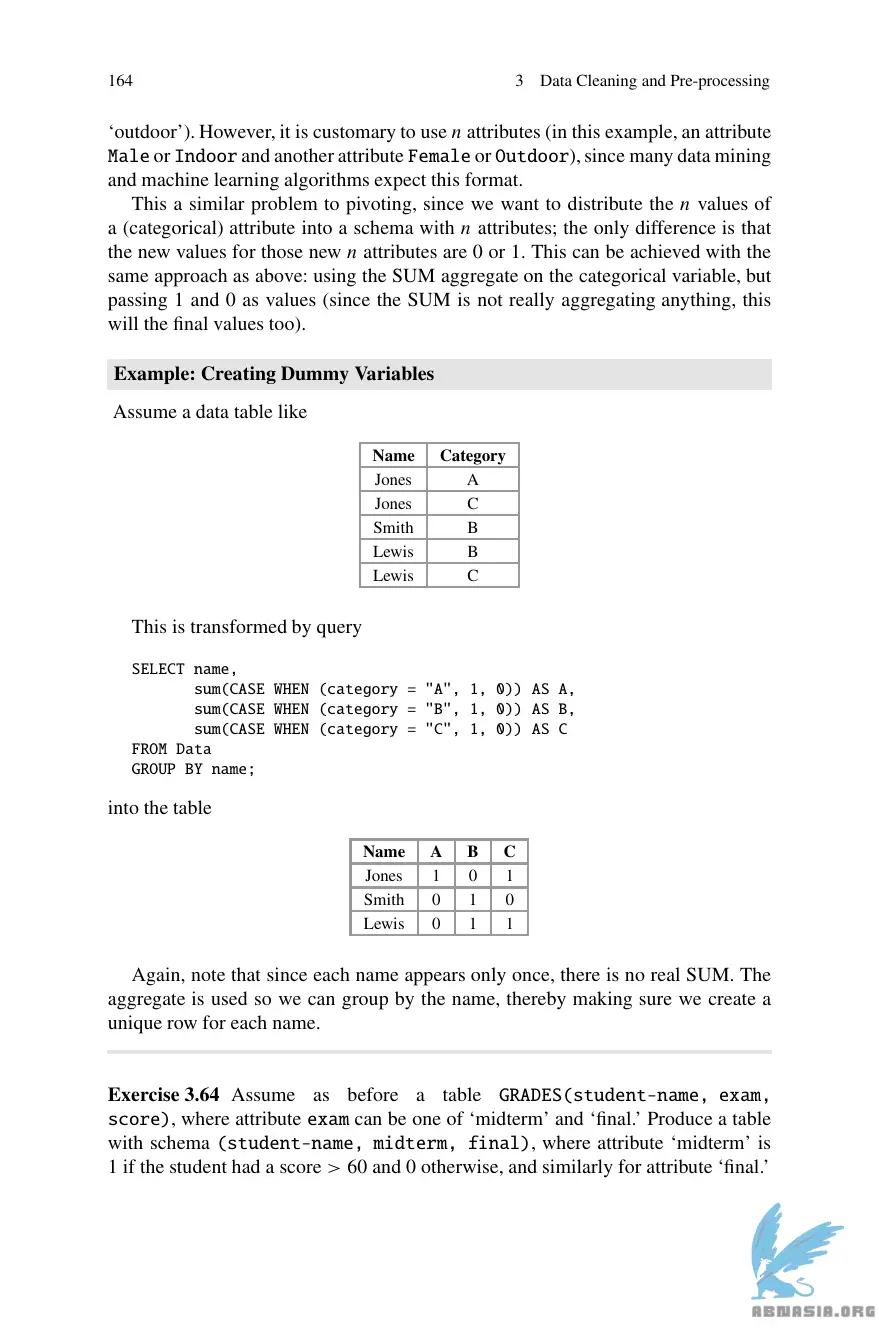 164 3 Data Cleaning and Pre-processing
‘outdoor’). However, it is customary to use n attributes (in this example, an attribute
Male or Indoor and another attribute Female or Outdoor), since many data mining
and machine learning algorithms expect this format.
This a similar problem to pivoting, since we want to distribute the n values of
a (categorical) attribute into a schema with n attributes; the only difference is that
the new values for those new n attributes are 0 or 1. This can be achieved with the
same approach as above: using the SUM aggregate on the categorical variable, but
passing 1 and 0 as values (since the SUM is not really aggregating anything, this
will the final values too).
Example: Creating Dummy Variables
Assume a data table like
Name Category
Jones A
Jones C
Smith B
Lewis B
Lewis C
This is transformed by query
SELECT name,
sum(CASE WHEN (category = "A", 1, 0)) AS A,
sum(CASE WHEN (category = "B", 1, 0)) AS B,
sum(CASE WHEN (category = "C", 1, 0)) AS C
FROM Data
GROUP BY name;
into the table
Name A B C
Jones 1 0 1
Smith 0 1 0
Lewis 0 1 1
Again, note that since each name appears only once, there is no real SUM. The
aggregate is used so we can group by the name, thereby making sure we create a
unique row for each name.
Exercise 3.64 Assume as before a table GRADES(student-name, exam,
score), where attribute exam can be one of ‘midterm’ and ‘final.’ Produce a table
with schema (student-name, midterm, final), where attribute ‘midterm’ is
1 if the student had a score > 60 and 0 otherwise, and similarly for attribute ‘final.’
ABNASIA.ORG